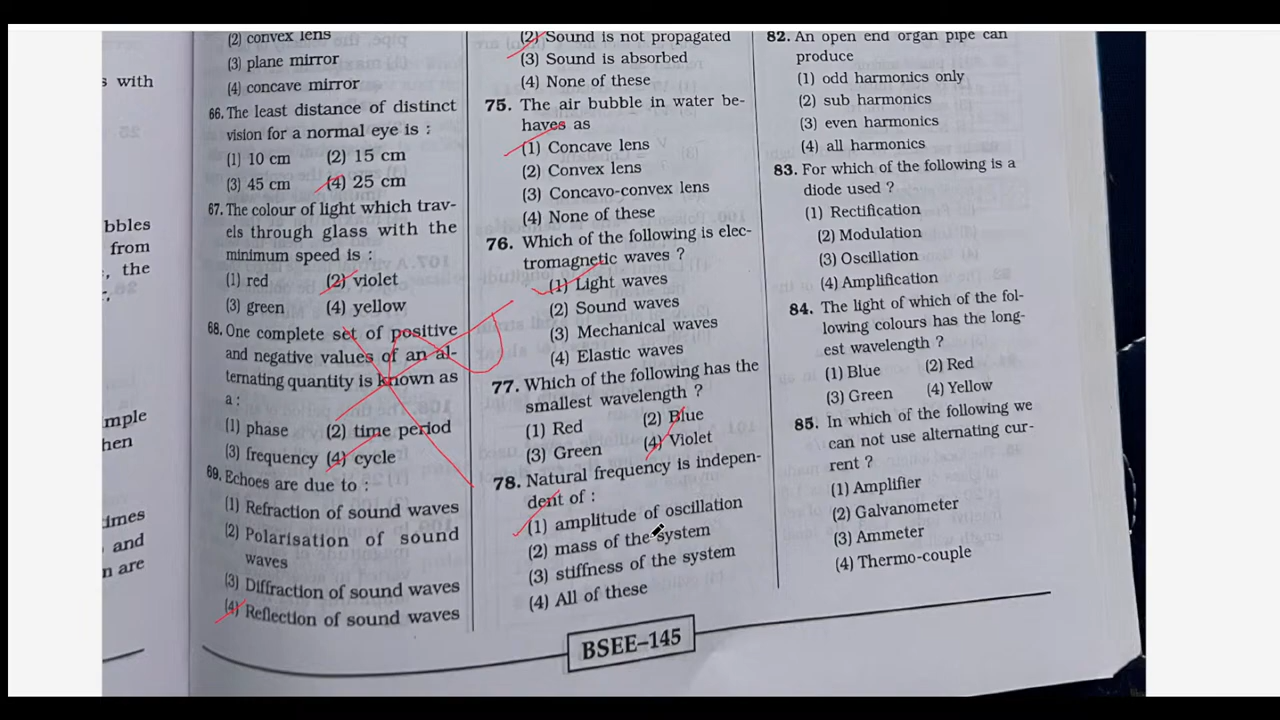 s with
bbles
from
, the
mple
hen
imes
and
n are
(2) convex lens
(3) plane mirror
(4) concave mirror
66. The least distance of distinct
vision for a normal eye is :
(1) 10 cm (2) 15 cm
(3) 45 cm (4) 25 cm
67. The colour of light which trav-
els through glass with the
minimum speed is :
(1) red (2) violet
(3) green (4) yellow
68. One complete set of positive
and negative values of an al-
ternating quantity is known as
a :
(1) phase (2) time period
(3) frequency (4) cycle
69. Echoes are due to :
(1) Refraction of sound waves
(2) Polarisation of sound
waves
(3) Diffraction of sound waves
(4) Reflection of sound waves
(2) Sound is not propagated
(3) Sound is absorbed
(4) None of these
75. The air bubble in water be-
haves as
(1) Concave lens
(2) Convex lens
(3) Concavo-convex lens
(4) None of these
76. Which of the following is elec-
tromagnetic waves ?
(1) Light waves
(2) Sound waves
(3) Mechanical waves
(4) Elastic waves
77. Which of the following has the
smallest wavelength ?
(1) Red (2) Blue
(3) Green (4) Violet
78. Natural frequency is indepen-
dent of :
(1) amplitude of oscillation
(2) mass of the system
(3) stiffness of the system
(4) All of these
82. An open end organ pipe can
produce
(1) odd harmonics only
(2) sub harmonics
(3) even harmonics
(4) all harmonics
83. For which of the following is a
diode used ?
(1) Rectification
(2) Modulation
(3) Oscillation
(4) Amplification
84. The light of which of the fol-
lowing colours has the long-
est wavelength ?
(1) Blue (2) Red
(3) Green (4) Yellow
85. In which of the following we
can not use alternating cur-
rent ?
(1) Amplifier
(2) Galvanometer
(3) Ammeter
(4) Thermo-couple
BSEE–145